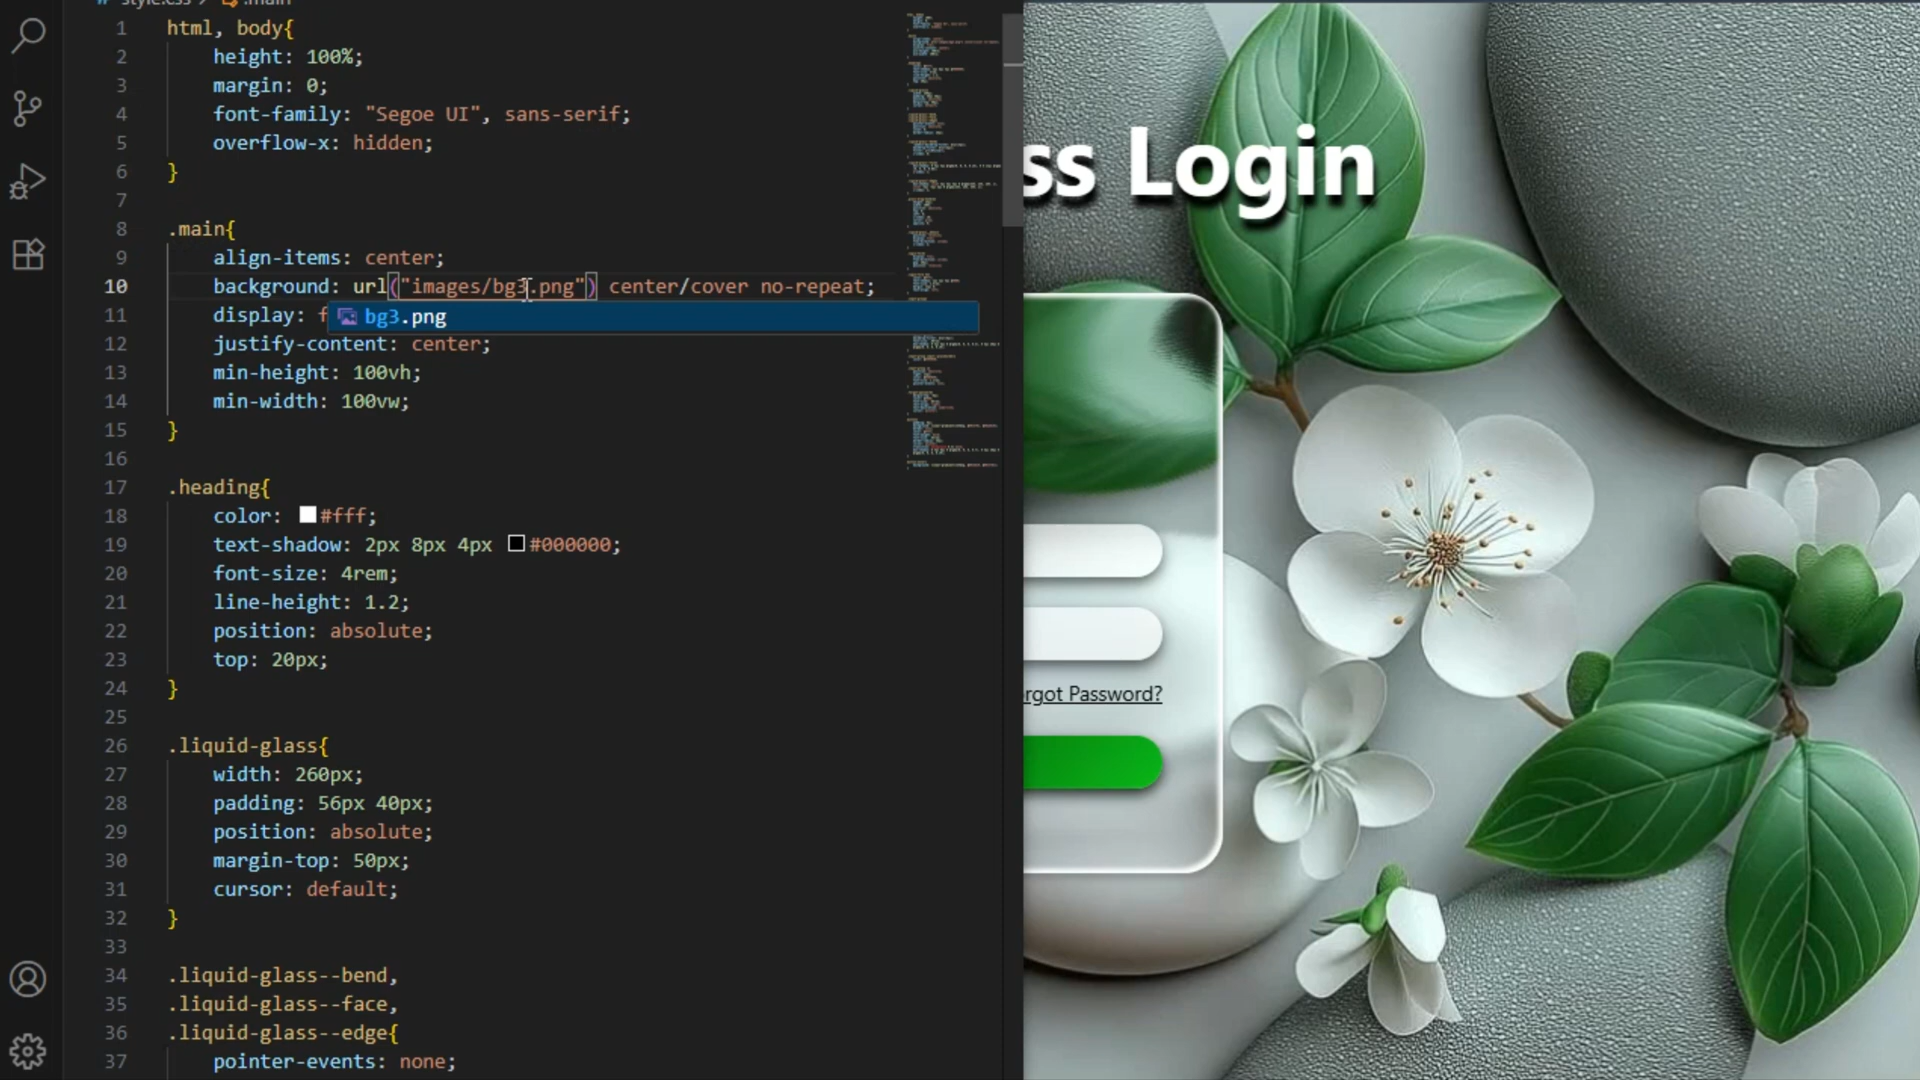 style.css > .main
1 html, body{
2 height: 100%;
3 margin: 0;
4 font-family: "Segoe UI", sans-serif;
5 overflow-x: hidden;
6 }
7
8 .main{
9 align-items: center;
10 background: url("images/bg3.png") center/cover no-repeat;
11 display: f
bg3.png
12 justify-content: center;
13 min-height: 100vh;
14 min-width: 100vw;
15 }
16
17 .heading{
18 color: #fff;
19 text-shadow: 2px 8px 4px #000000;
20 font-size: 4rem;
21 line-height: 1.2;
22 position: absolute;
23 top: 20px;
24 }
25
26 .liquid-glass{
27 width: 260px;
28 padding: 56px 40px;
29 position: absolute;
30 margin-top: 50px;
31 cursor: default;
32 }
33
34 .liquid-glass--bend,
35 .liquid-glass--face,
36 .liquid-glass--edge{
37 pointer-events: none;
ss Login
rgot Password?